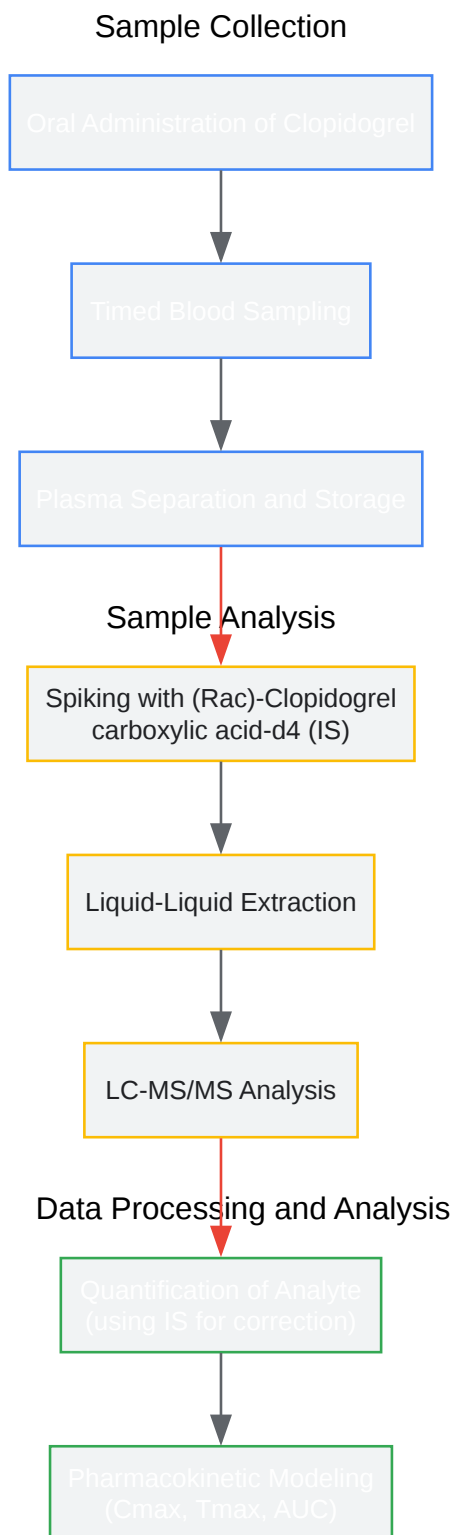 Sample Collection
Oral Administration of Clopidogrel
Timed Blood Sampling
Plasma Separation and Storage
Sample Analysis
Spiking with (Rac)-Clopidogrel
carboxylic acid-d4 (IS)
Liquid-Liquid Extraction
LC-MS/MS Analysis
Data Processing and Analysis
Quantification of Analyte
(using IS for correction)
Pharmacokinetic Modeling
(Cmax, Tmax, AUC)